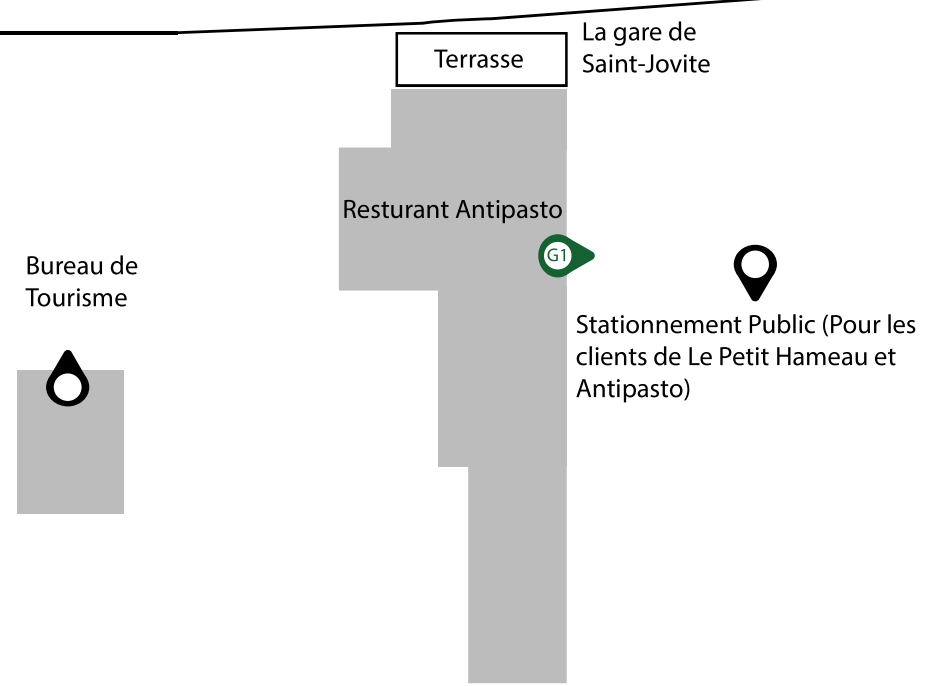 La gare de
Saint-Jovite
Terrasse
Resturant Antipasto
G1
Bureau de
Tourisme
Stationnement Public (Pour les
clients de Le Petit Hameau et
Antipasto)